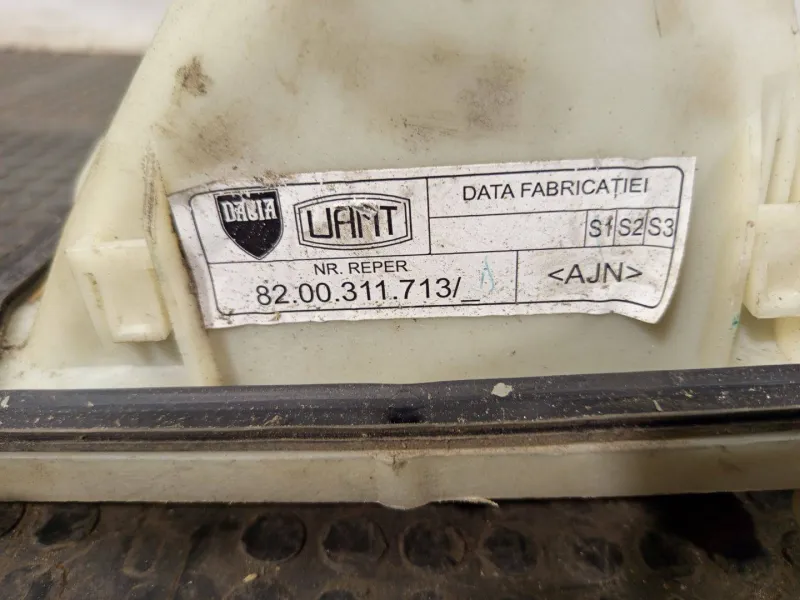 DACIA
UAMT
DATA FABRICAȚIEI
S1 S2 S3
NR. REPER
82.00.311.713/_
<AJN>